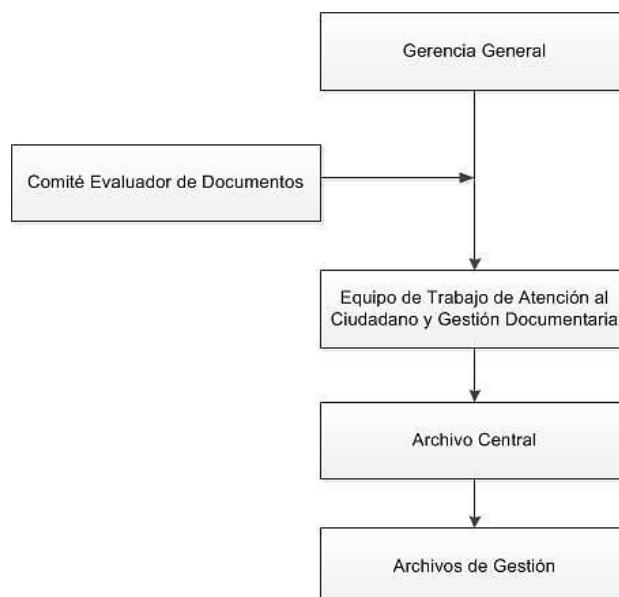 Gerencia General
Comité Evaluador de Documentos
Equipo de Trabajo de Atención al
Ciudadano y Gestión Documentaria
Archivo Central
Archivos de Gestión